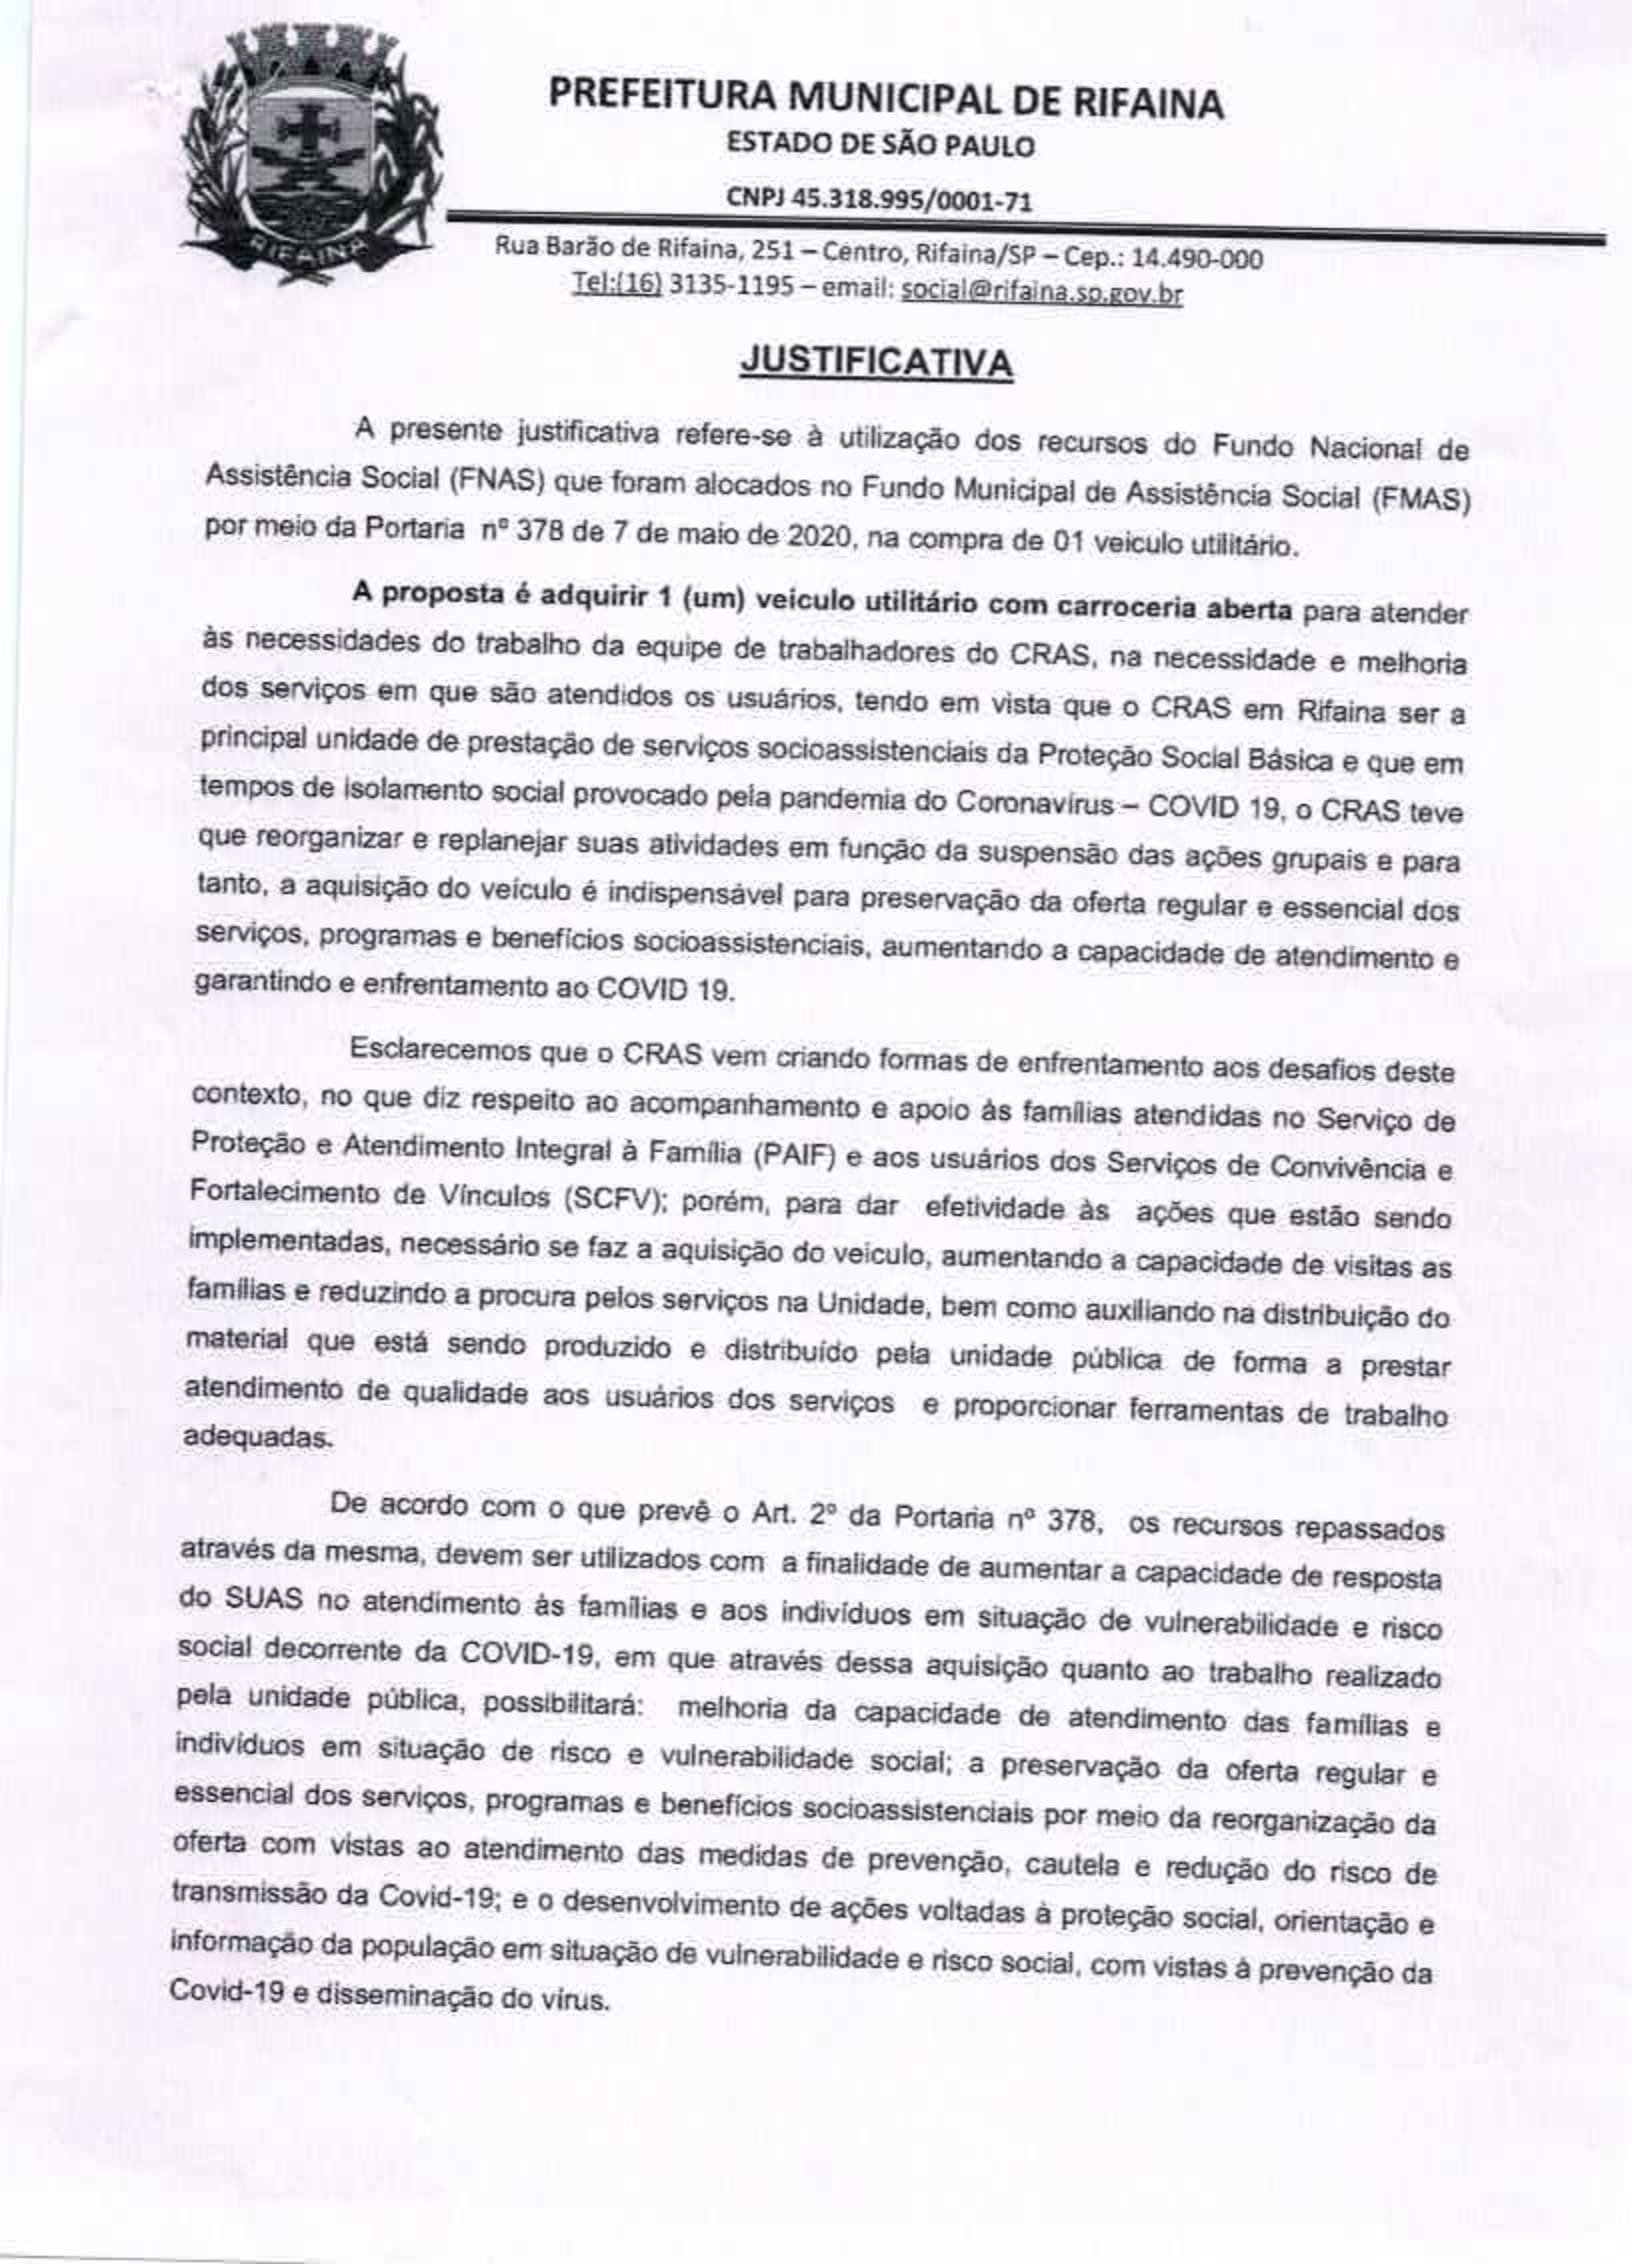 RIFAINA
PREFEITURA MUNICIPAL DE RIFAINA
ESTADO DE SÃO PAULO
CNPJ 45.318.995/0001-71
Rua Barão de Rifaina, 251 – Centro, Rifaina/SP – Cep.: 14.490-000
Tel:(16) 3135-1195 – email: social@rifaina.sp.gov.br
JUSTIFICATIVA
A presente justificativa refere-se à utilização dos recursos do Fundo Nacional de
Assistência Social (FNAS) que foram alocados no Fundo Municipal de Assistência Social (FMAS)
por meio da Portaria nº 378 de 7 de maio de 2020, na compra de 01 veiculo utilitário.
A proposta é adquirir 1 (um) veículo utilitário com carroceria aberta para atender
às necessidades do trabalho da equipe de trabalhadores do CRAS, na necessidade e melhoria
dos serviços em que são atendidos os usuários, tendo em vista que o CRAS em Rifaina ser a
principal unidade de prestação de serviços socioassistenciais da Proteção Social Básica e que em
tempos de isolamento social provocado pela pandemia do Coronavírus – COVID 19, o CRAS teve
que reorganizar e replanejar suas atividades em função da suspensão das ações grupais e para
tanto, a aquisição do veículo é indispensável para preservação da oferta regular e essencial dos
serviços, programas e benefícios socioassistenciais, aumentando a capacidade de atendimento e
garantindo e enfrentamento ao COVID 19.
Esclarecemos que o CRAS vem criando formas de enfrentamento aos desafios deste
contexto, no que diz respeito ao acompanhamento e apoio às famílias atendidas no Serviço de
Proteção e Atendimento Integral à Família (PAIF) e aos usuários dos Serviços de Convivência e
Fortalecimento de Vínculos (SCFV); porém, para dar efetividade às ações que estão sendo
implementadas, necessário se faz a aquisição do veiculo, aumentando a capacidade de visitas as
famílias e reduzindo a procura pelos serviços na Unidade, bem como auxiliando na distribuição do
material que está sendo produzido e distribuído pela unidade pública de forma a prestar
atendimento de qualidade aos usuários dos serviços e proporcionar ferramentas de trabalho
adequadas.
De acordo com o que prevê o Art. 2º da Portaria nº 378, os recursos repassados
através da mesma, devem ser utilizados com a finalidade de aumentar a capacidade de resposta
do SUAS no atendimento às famílias e aos indivíduos em situação de vulnerabilidade e risco
social decorrente da COVID-19, em que através dessa aquisição quanto ao trabalho realizado
pela unidade pública, possibilitará: melhoria da capacidade de atendimento das famílias e
indivíduos em situação de risco e vulnerabilidade social; a preservação da oferta regular e
essencial dos serviços, programas e benefícios socioassistenciais por meio da reorganização da
oferta com vistas ao atendimento das medidas de prevenção, cautela e redução do risco de
transmissão da Covid-19; e o desenvolvimento de ações voltadas à proteção social, orientação e
informação da população em situação de vulnerabilidade e risco social, com vistas à prevenção da
Covid-19 e disseminação do vírus.